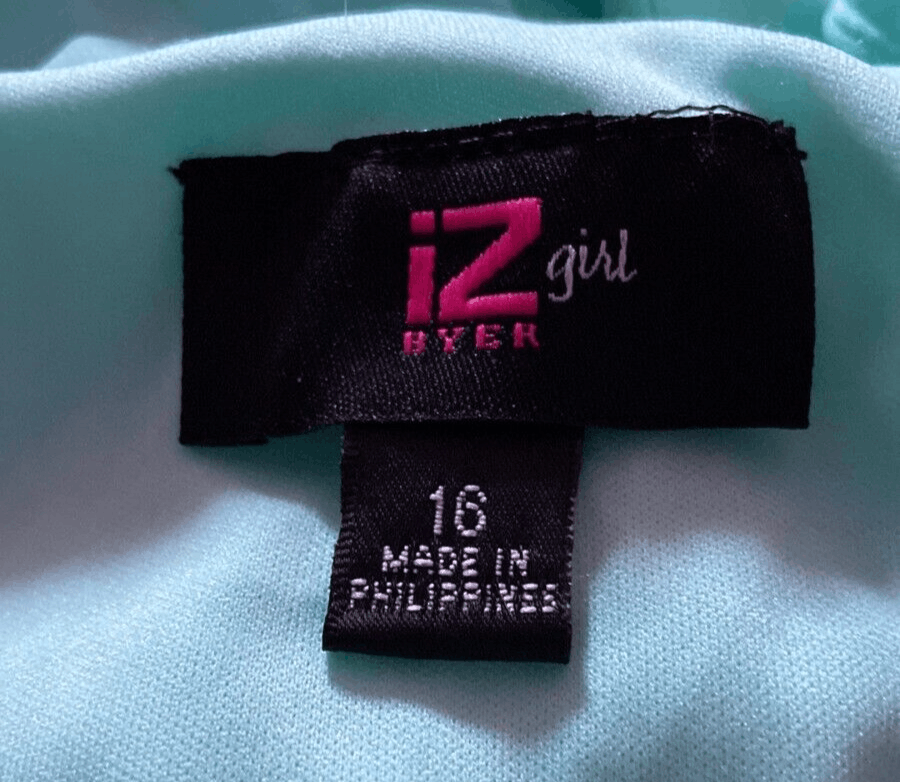 iZ girl
BYER
16
MADE IN
PHILIPPINES